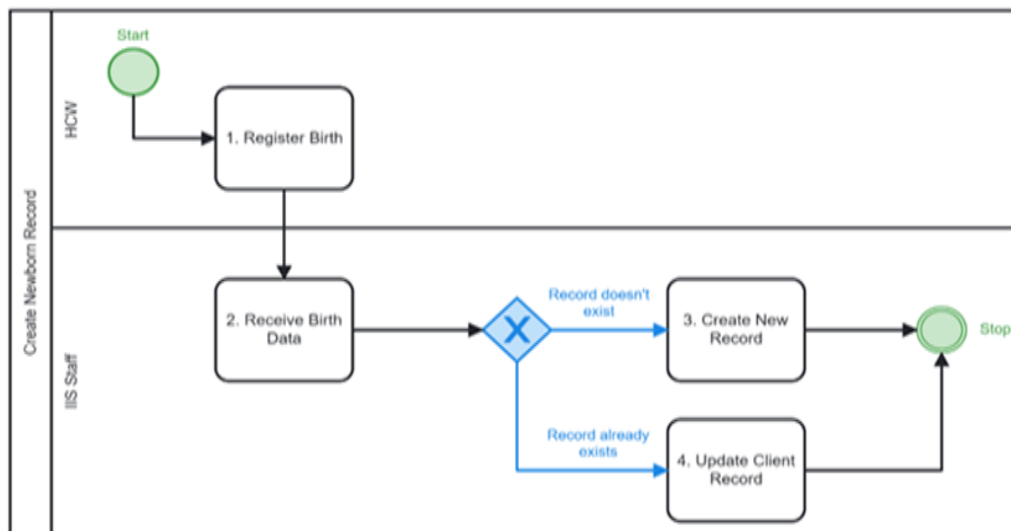 Create Newborn Record
HCW
Start
1. Register Birth
IIS Staff
2. Receive Birth
Data
X
Record doesn't
exist
3. Create New
Record
Stop
Record already
exists
4. Update Client
Record